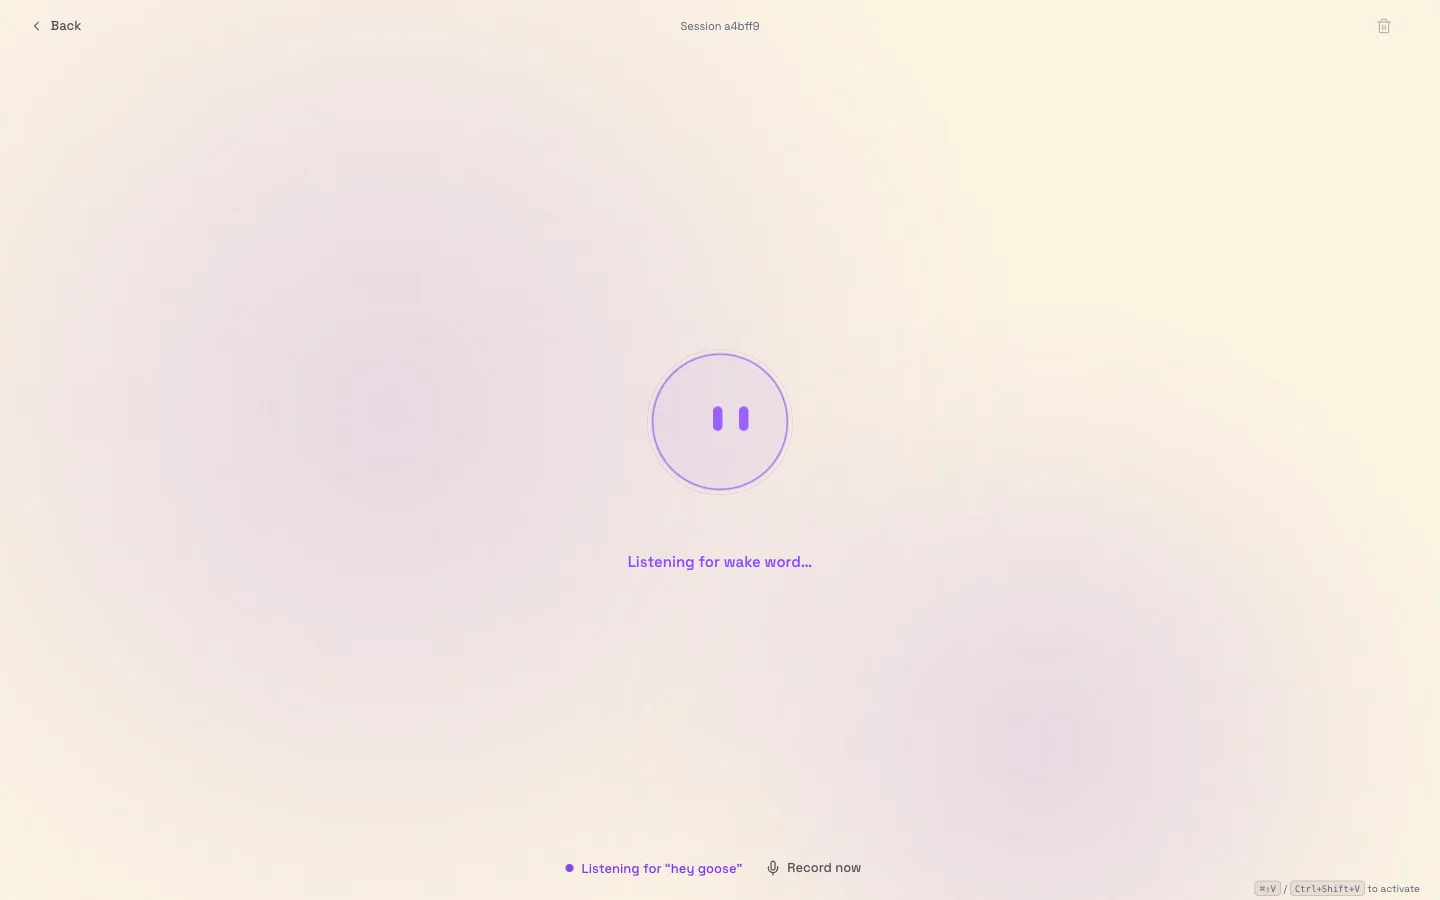 Back
Session a4bff9
Listening for wake word...
Listening for “hey goose”
Record now
⌘⇧V / Ctrl+Shift+V to activate